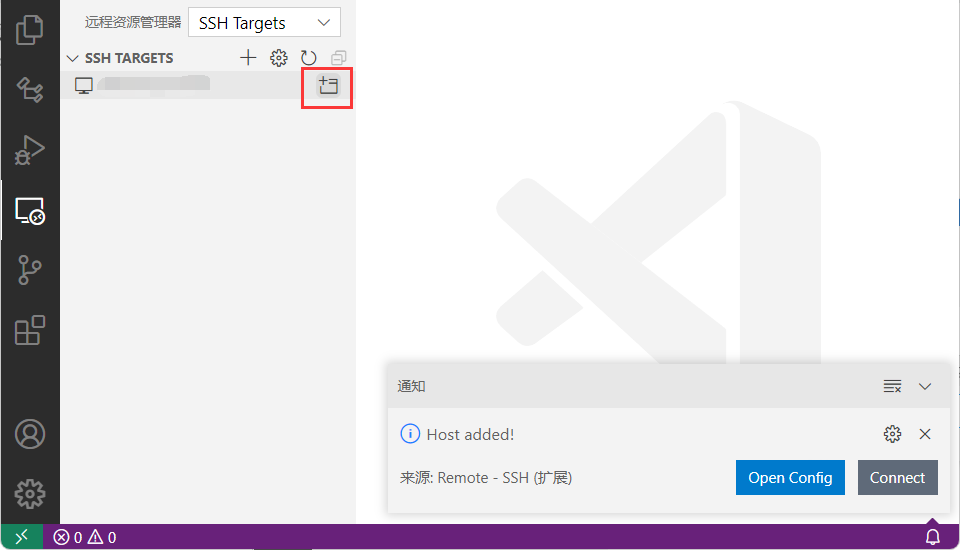 远程资源管理器 SSH Targets
SSH TARGETS
通知
Host added!
来源: Remote - SSH (扩展)
Open Config
Connect
0 0